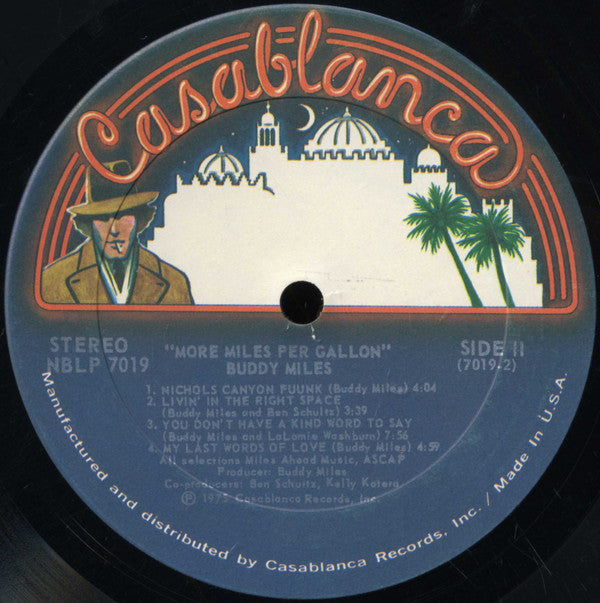 Casablanca
STEREO
NBLP 7019
"MORE MILES PER GALLON"
BUDDY MILES
SIDE II
(7019-2)
1. NICHOLS CANYON FUUNK (Buddy Miles) 4:04
2. LIVIN' IN THE RIGHT SPACE
(Buddy Miles and Ben Schultz) 3:39
3. YOU DON'T HAVE A KIND WORD TO SAY
(Buddy Miles and LaLomie Washburn) 7:56
4. MY LAST WORDS OF LOVE (Buddy Miles) 4:59
All selections Miles Ahead Music, ASCAP
Producer: Buddy Miles
Co-producers: Ben Schultz, Kelly Kotera
℗ 1975 Casablanca Records, Inc.
Manufactured and distributed by Casablanca Records, Inc. / Made In U.S.A.